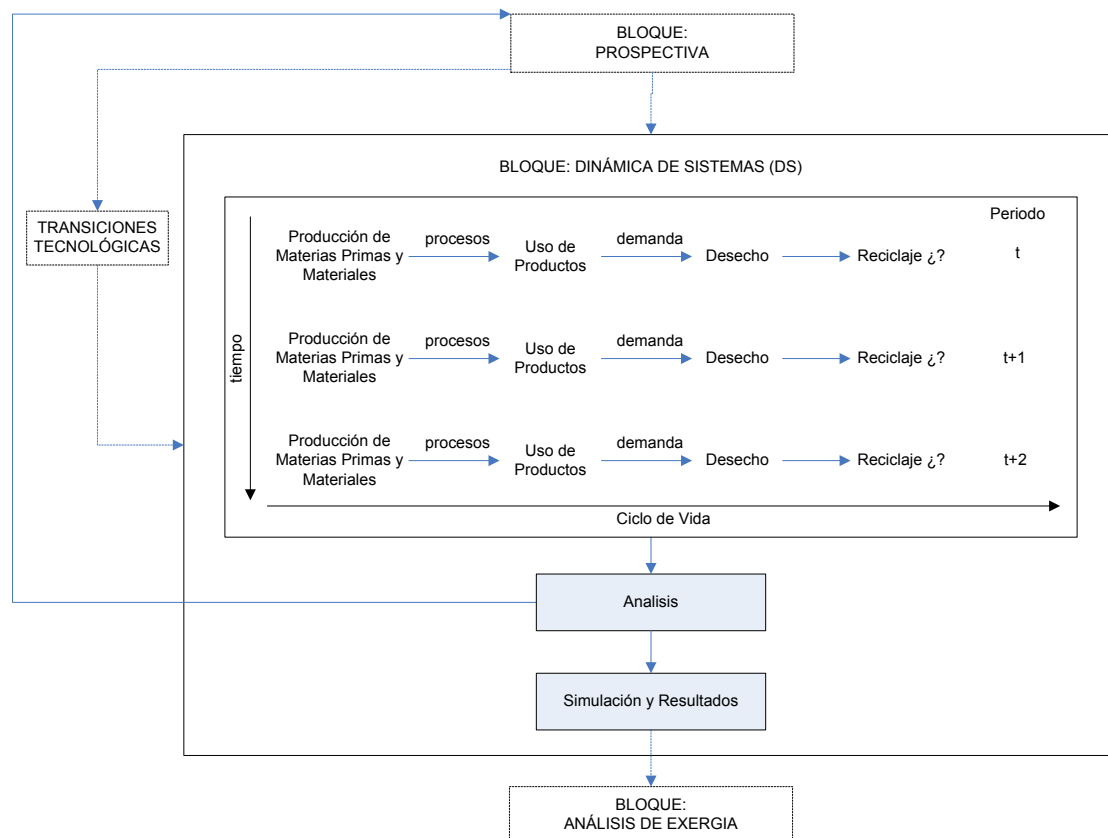 BLOQUE:
PROSPECTIVA
BLOQUE: DINÁMICA DE SISTEMAS (DS)
TRANSICIONES
TECNOLÓGICAS
Periodo
tiempo
Producción de
Materias Primas y
Materiales
procesos
Uso de
Productos
demanda
Desecho
Reciclaje ¿?
t
Producción de
Materias Primas y
Materiales
procesos
Uso de
Productos
demanda
Desecho
Reciclaje ¿?
t+1
Producción de
Materias Primas y
Materiales
procesos
Uso de
Productos
demanda
Desecho
Reciclaje ¿?
t+2
Ciclo de Vida
Analisis
Simulación y Resultados
BLOQUE:
ANÁLISIS DE EXERGIA